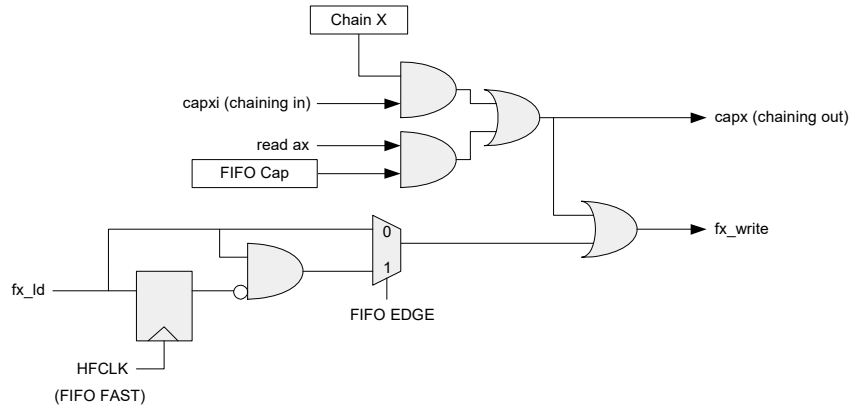 Chain X
capxi (chaining in)
capx (chaining out)
read ax
FIFO Cap
0
fx_write
1
fx_ld
FIFO EDGE
HFCLK
(FIFO FAST)